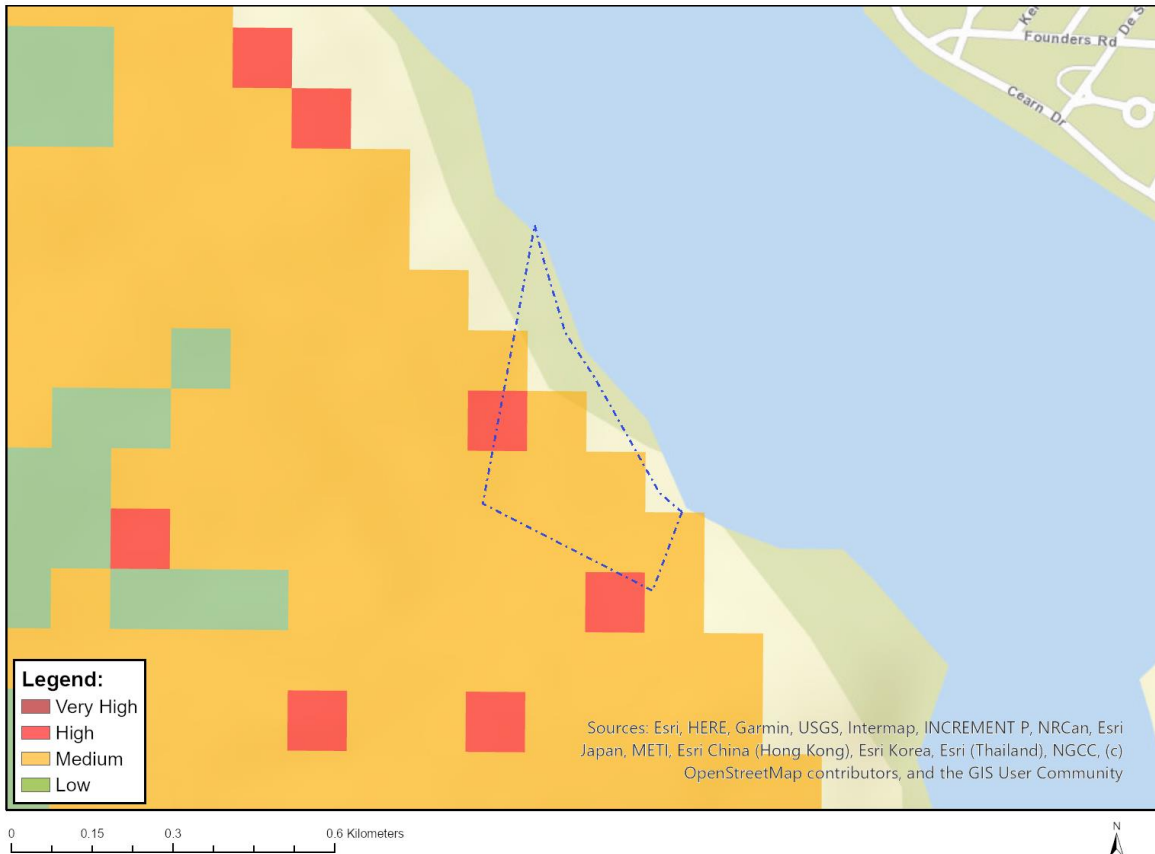 Founders Rd
Cearn Dr
Sources: Esri, HERE, Garmin, USGS, Intermap, INCREMENT P, NRCan, Esri
Japan, METI, Esri China (Hong Kong), Esri Korea, Esri (Thailand), NGCC, (c)
OpenStreetMap contributors, and the GIS User Community
Legend:
Very High
High
Medium
Low
0 0.15 0.3 0.6 Kilometers
N